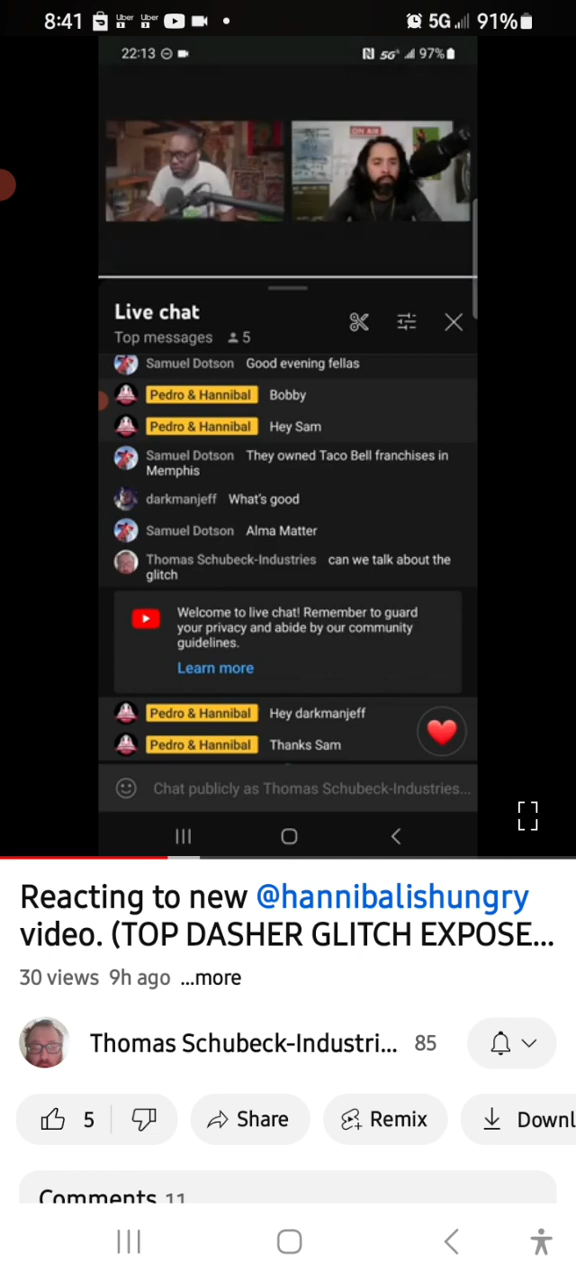 8:41 Uber Uber 5G 91%
22:13 5G+ 97%
ON AIR
Live chat
Top messages 5
Samuel Dotson Good evening fellas
Pedro & Hannibal Bobby
Pedro & Hannibal Hey Sam
Samuel Dotson They owned Taco Bell franchises in
Memphis
darkmanjeff What's good
Samuel Dotson Alma Matter
Thomas Schubeck-Industries can we talk about the
glitch
Welcome to live chat! Remember to guard
your privacy and abide by our community
guidelines.
Learn more
Pedro & Hannibal Hey darkmanjeff
Pedro & Hannibal Thanks Sam
Chat publicly as Thomas Schubeck-Industries...
Reacting to new @hannibalishungry
video. (TOP DASHER GLITCH EXPOSE...
30 views 9h ago ...more
Thomas Schubeck-Industri... 85
5 Share Remix Downl
Comments 11